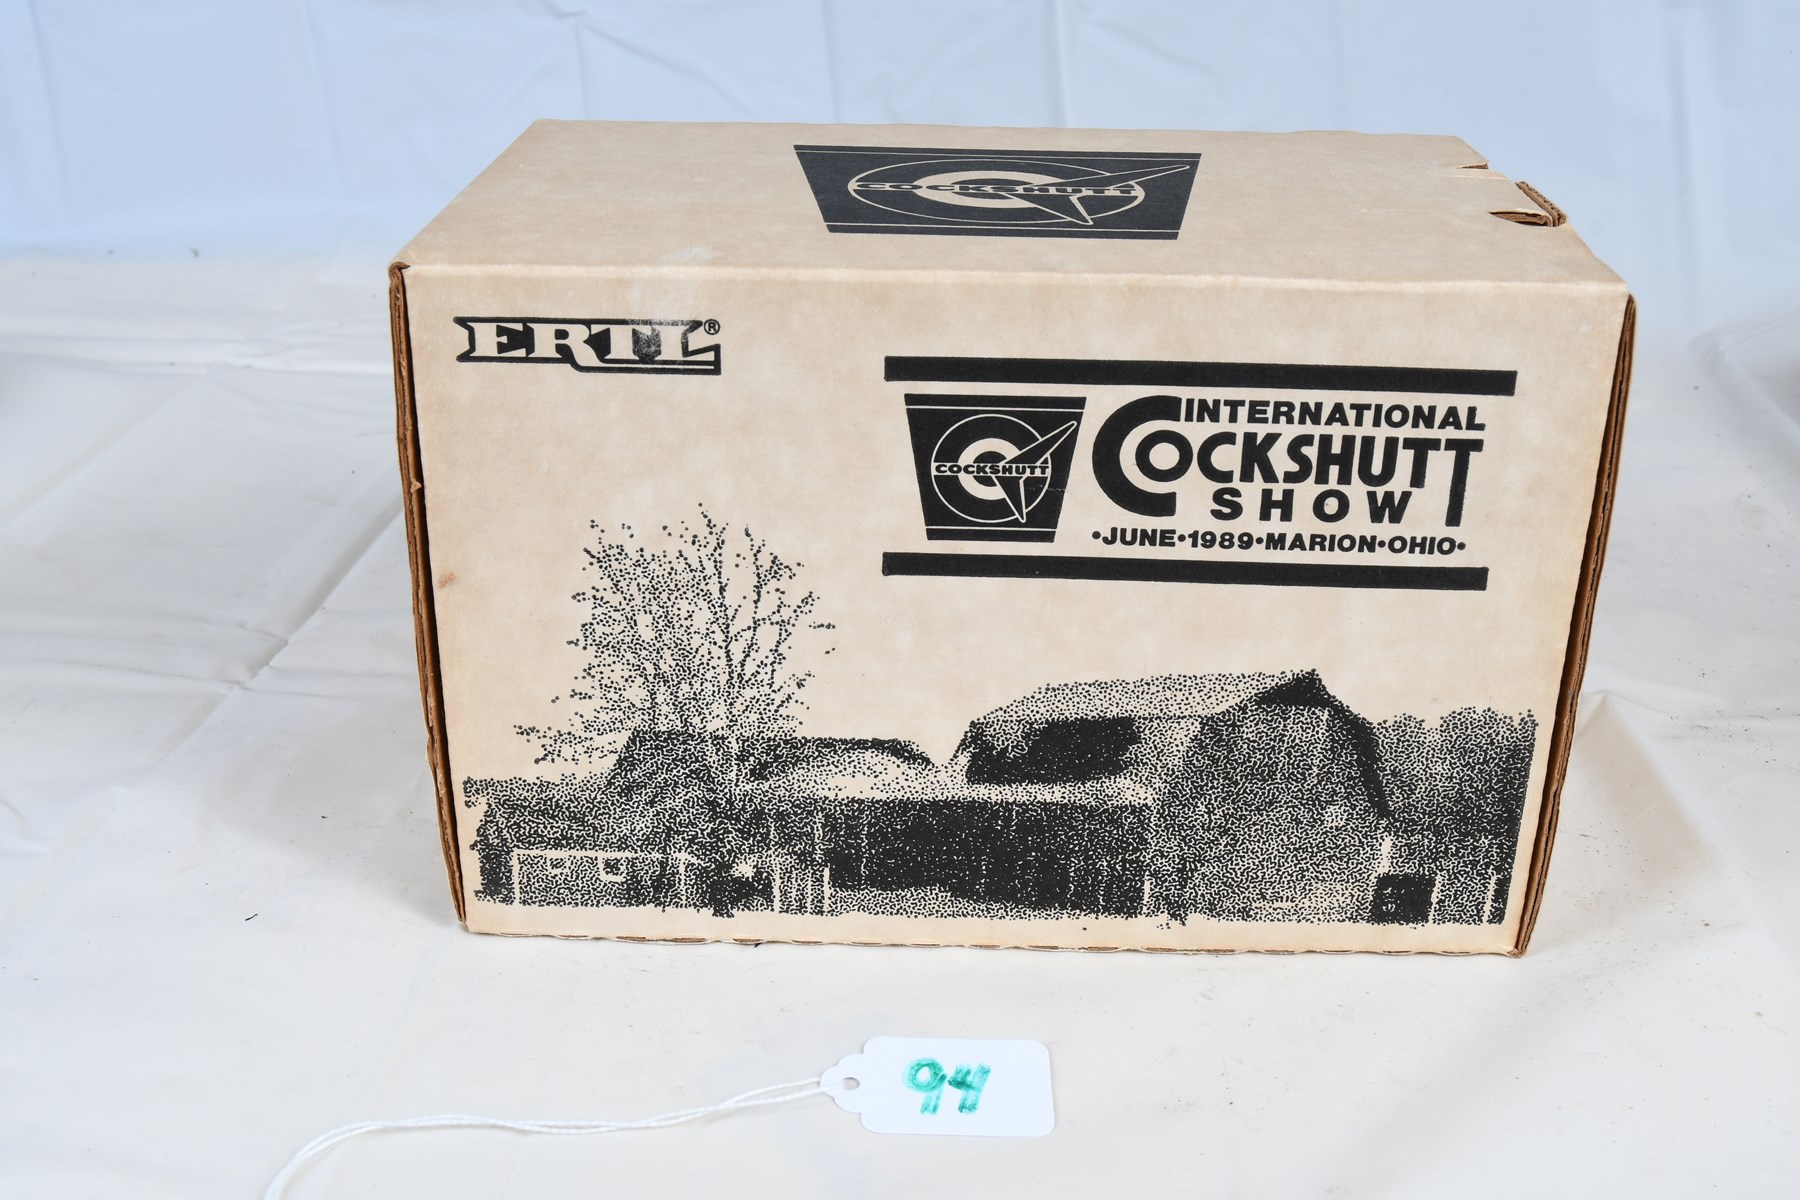 COCKSHUTT
ERTL®
COCKSHUTT
INTERNATIONAL
COCKSHUTT
SHOW
•JUNE•1989•MARION•OHIO•
94